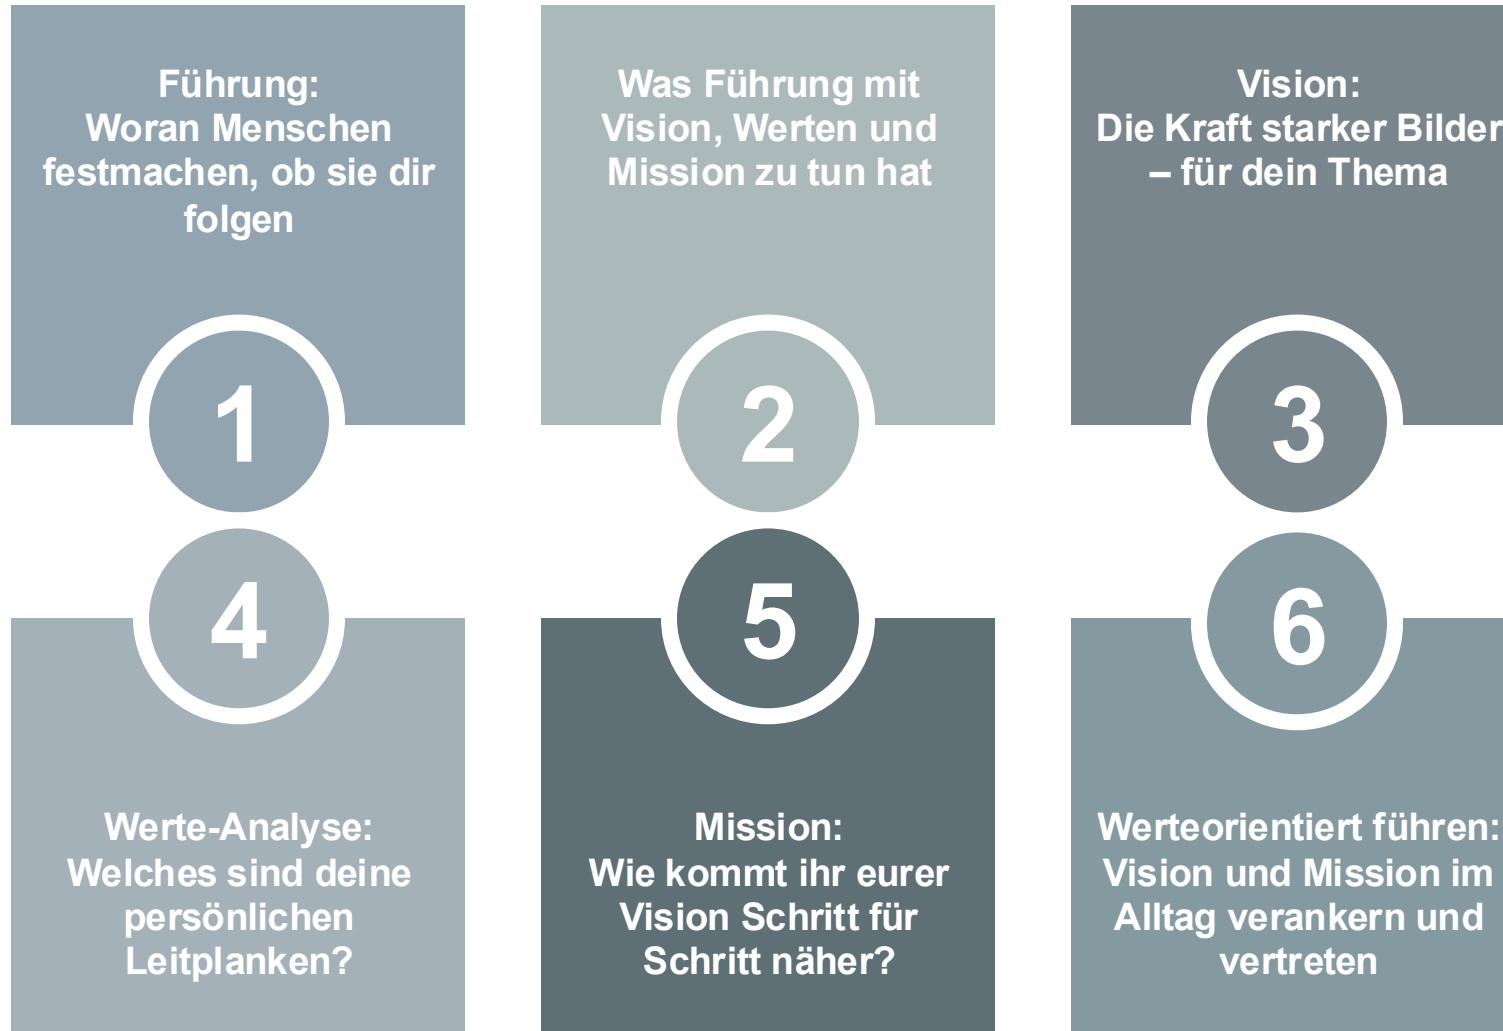 Führung:
Woran Menschen
festmachen, ob sie dir
folgen
1
Was Führung mit
Vision, Werten und
Mission zu tun hat
2
Vision:
Die Kraft starker Bilder
– für dein Thema
3
4
Werte-Analyse:
Welches sind deine
persönlichen
Leitplanken?
5
Mission:
Wie kommt ihr eurer
Vision Schritt für
Schritt näher?
6
Werteorientiert führen:
Vision und Mission im
Alltag verankern und
vertreten